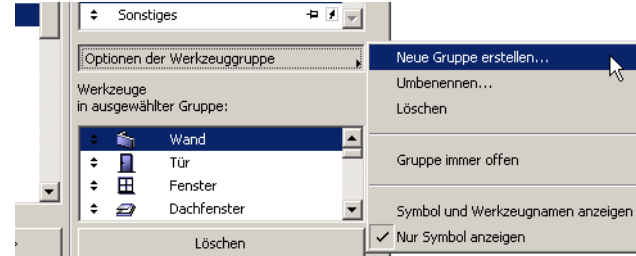 Sonstiges
Optionen der Werkzeuggruppe
Werkzeuge
in ausgewählter Gruppe:
Wand
Tür
Fenster
Dachfenster
Löschen
Neue Gruppe erstellen...
Umbenennen...
Löschen
Gruppe immer offen
Symbol und Werkzeugnamen anzeigen
Nur Symbol anzeigen